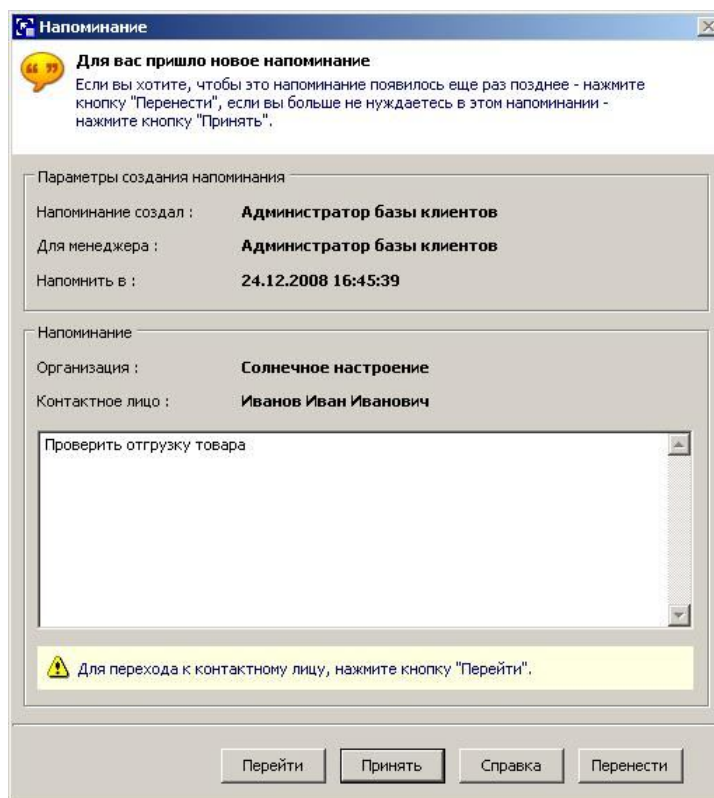 Напоминание
Для вас пришло новое напоминание
Если вы хотите, чтобы это напоминание появилось еще раз позднее - нажмите
кнопку "Перенести", если вы больше не нуждаетесь в этом напоминании -
нажмите кнопку "Принять".
Параметры создания напоминания
Напоминание создал : Администратор базы клиентов
Для менеджера : Администратор базы клиентов
Напомнить в : 24.12.2008 16:45:39
Напоминание
Организация : Солнечное настроение
Контактное лицо : Иванов Иван Иванович
Проверить отгрузку товара
Для перехода к контактному лицу, нажмите кнопку "Перейти".
Перейти Принять Справка Перенести